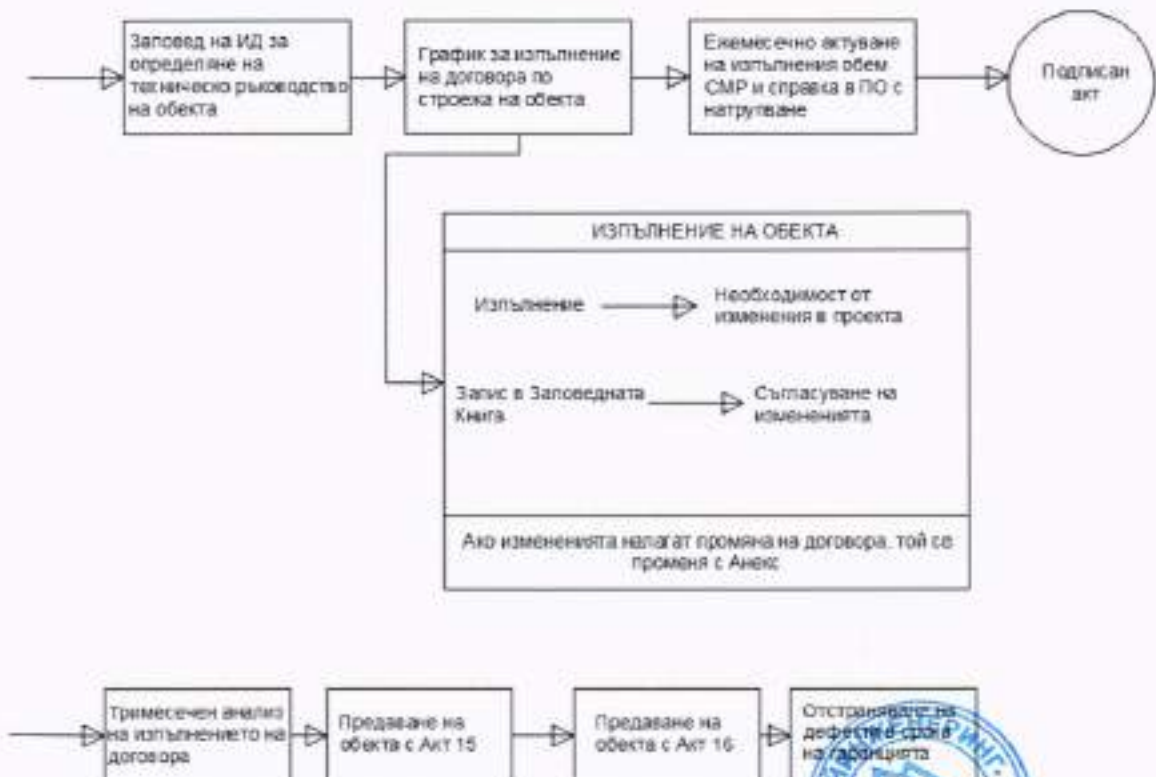 Заповед на ИД за
определяне на
техническо ръководство
на обекта
График за изпълнение
на договора по
строежа на обекта
Ежемесечно актуване
на изпълнения обем
СМР и справка в ПО с
натрупване
Подписан
акт
ИЗПЪЛНЕНИЕ НА ОБЕКТА
Изпълнение
Необходимост от
изменения в проекта
Запис в Заповедната
Книга
Съгласуване на
измененията
Ако измененията налагат промяна на договора, той се
променя с Анекс
Тримесечен анализ
на изпълнението на
договора
Предаване на
обекта с Акт 15
Предаване на
обекта с Акт 16
Отстраняване на
дефекти в срока
на гаранцията